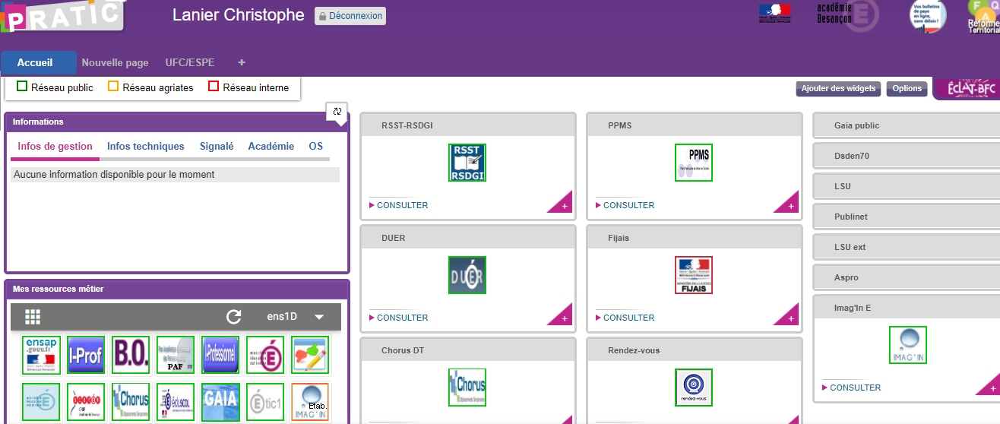 PRATIC
Lanier Christophe
Déconnexion
académie
Besançon
Vos bulletins
de paye
en ligne,
sans délais !
F Q
A
Réforme
Territorial
Accueil
Nouvelle page
UFC/ESPE
+
Réseau public
Réseau agriates
Réseau interne
Ajouter des widgets
Options
ÉCLAT-BFC
Informations
Infos de gestion
Infos techniques
Signalé
Académie
OS
Aucune information disponible pour le moment
Mes ressources métier
ens1D
ensap
.gouv.fr
I-Prof
B.O.
PAF
I-Professionnel
Chorus
éduscol
GAIA
Étic1
Etab.
IMAG'IN
RSST-RSDGI
RSST
RSDGI
CONSULTER
+
PPMS
PPMS
CONSULTER
+
DUER
DUÉR
CONSULTER
+
Fijais
FIJAIS
CONSULTER
+
Chorus DT
Chorus
Rendez-vous
rendez-vous
Gaia public
Dsden70
LSU
Publinet
LSU ext
Aspro
Imag'In E
IMAG'IN
CONSULTER
+